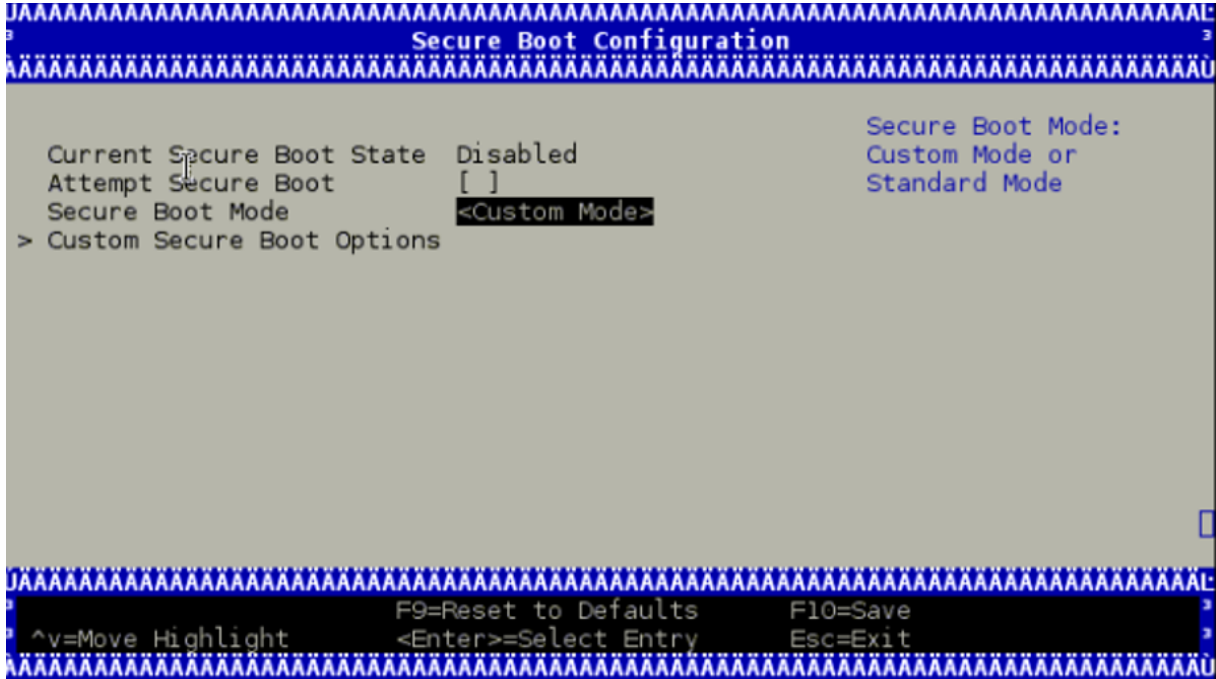 Secure Boot Configuration
Secure Boot Mode:
Custom Mode or
Standard Mode
Current Secure Boot State Disabled
Attempt Secure Boot [ ]
Secure Boot Mode <Custom Mode>
> Custom Secure Boot Options
F9=Reset to Defaults F10=Save
^v=Move Highlight <Enter>=Select Entry Esc=Exit